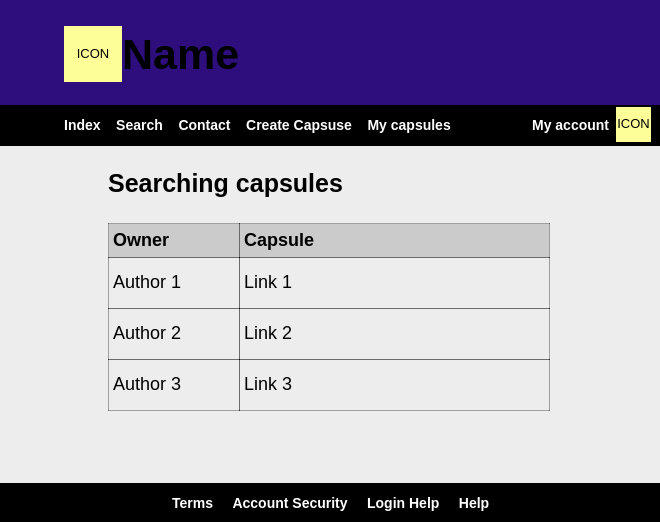 ICON Name
Index Search Contact Create Capsuse My capsules My account ICON
Searching capsules
Owner Capsule
Author 1 Link 1
Author 2 Link 2
Author 3 Link 3
Terms Account Security Login Help Help